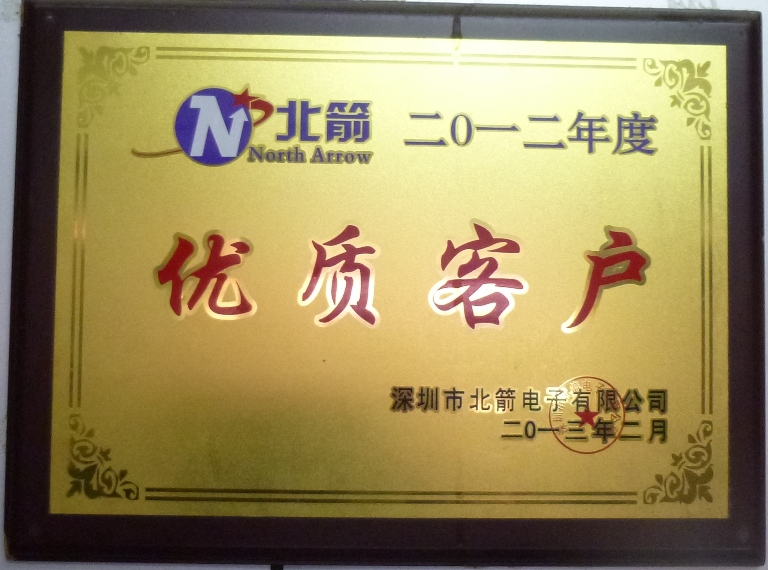 北箭 二0一二年度
North Arrow
优质客户
深圳市北箭电子有限公司
二0一三年二月